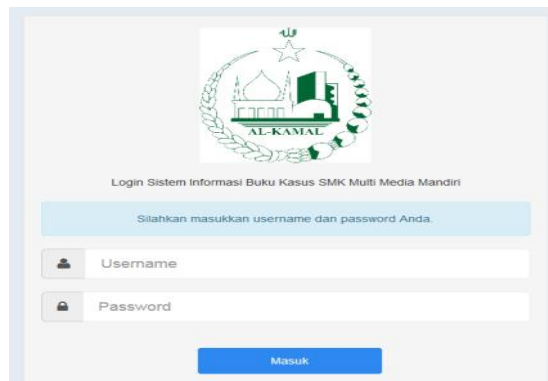 الله
AL-KAMAL
Login Sistem Informasi Buku Kasus SMK Multi Media Mandiri
Silahkan masukkan username dan password Anda.
Username
Password
Masuk